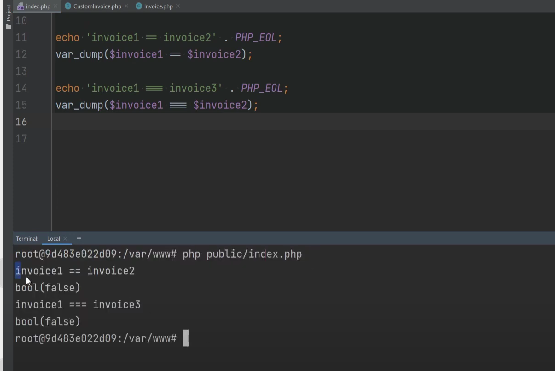 Project
index.php × CustomInvoice.php × Invoice.php ×
10
11 echo 'invoice1 == invoice2' . PHP_EOL;
12 var_dump($invoice1 == $invoice2);
13
14 echo 'invoice1 === invoice3' . PHP_EOL;
15 var_dump($invoice1 === $invoice2);
16
17
Terminal: Local ×
root@9d483e022d09:/var/www# php public/index.php
invoice1 == invoice2
bool(false)
invoice1 === invoice3
bool(false)
root@9d483e022d09:/var/www#